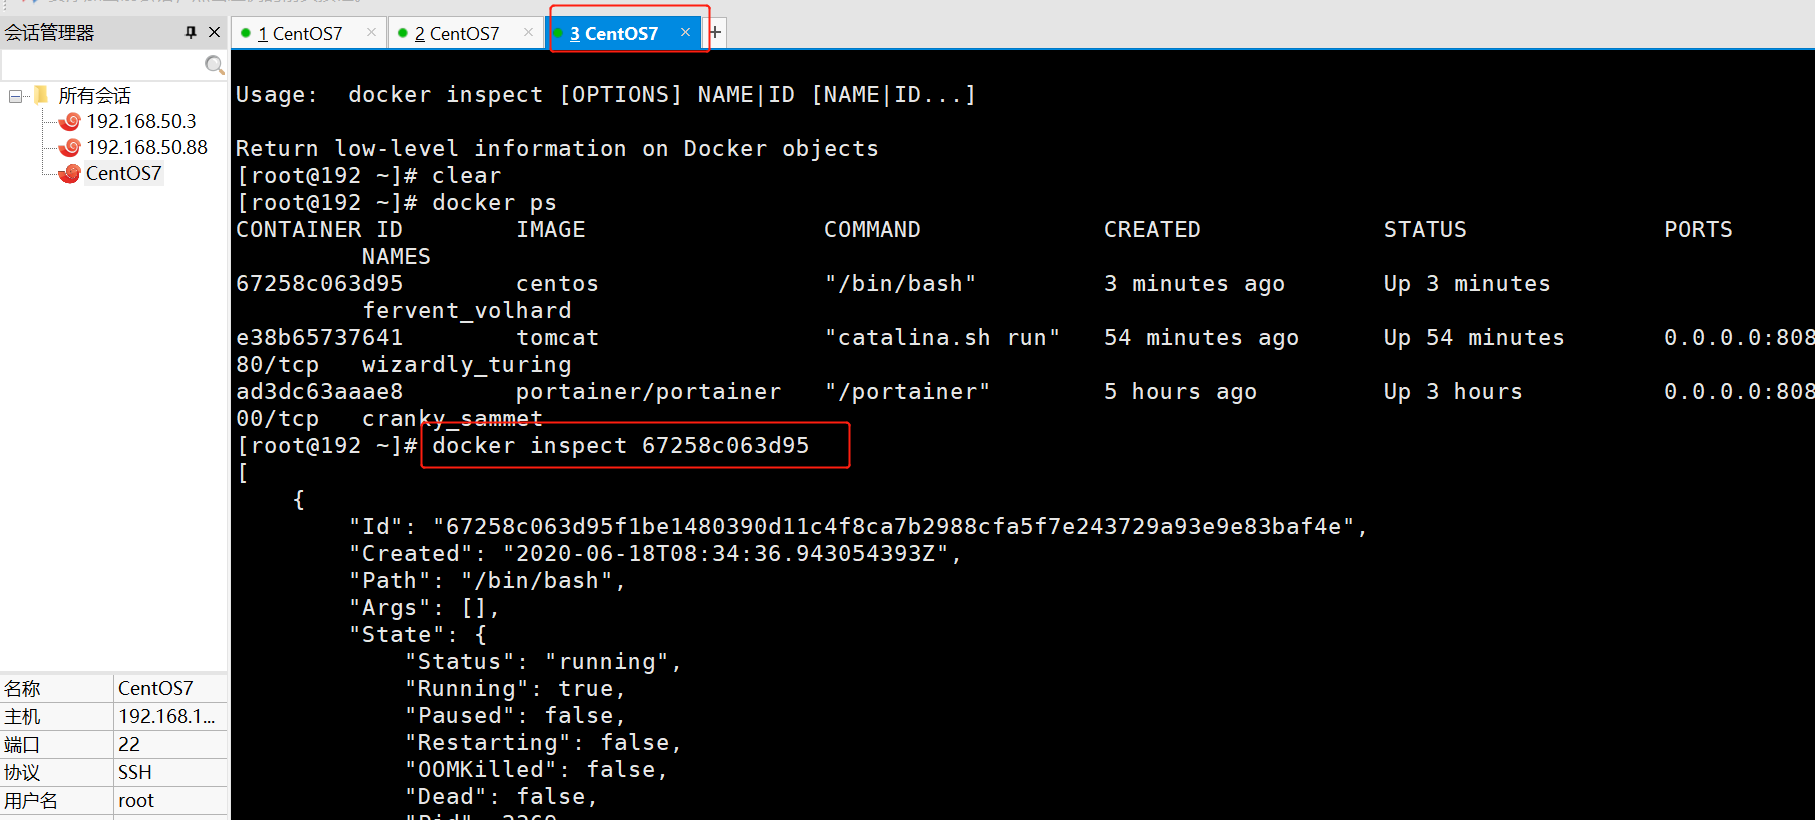 会话管理器
1 CentOS7
2 CentOS7
3 CentOS7
所有会话
192.168.50.3
192.168.50.88
CentOS7
名称 CentOS7
主机 192.168.1...
端口 22
协议 SSH
用户名 root
Usage:  docker inspect [OPTIONS] NAME|ID [NAME|ID...]
Return low-level information on Docker objects
[root@192 ~]# clear
[root@192 ~]# docker ps
CONTAINER ID        IMAGE                 COMMAND             CREATED             STATUS              PORTS
NAMES
67258c063d95        centos                "/bin/bash"         3 minutes ago       Up 3 minutes
fervent_volhard
e38b65737641        tomcat                "catalina.sh run"   54 minutes ago      Up 54 minutes       0.0.0.0:808
80/tcp   wizardly_turing
ad3dc63aaae8        portainer/portainer   "/portainer"        5 hours ago         Up 3 hours          0.0.0.0:808
00/tcp   cranky_sammet
[root@192 ~]# docker inspect 67258c063d95
[
{
"Id": "67258c063d95f1be1480390d11c4f8ca7b2988cfa5f7e243729a93e9e83baf4e",
"Created": "2020-06-18T08:34:36.943054393Z",
"Path": "/bin/bash",
"Args": [],
"State": {
"Status": "running",
"Running": true,
"Paused": false,
"Restarting": false,
"OOMKilled": false,
"Dead": false,